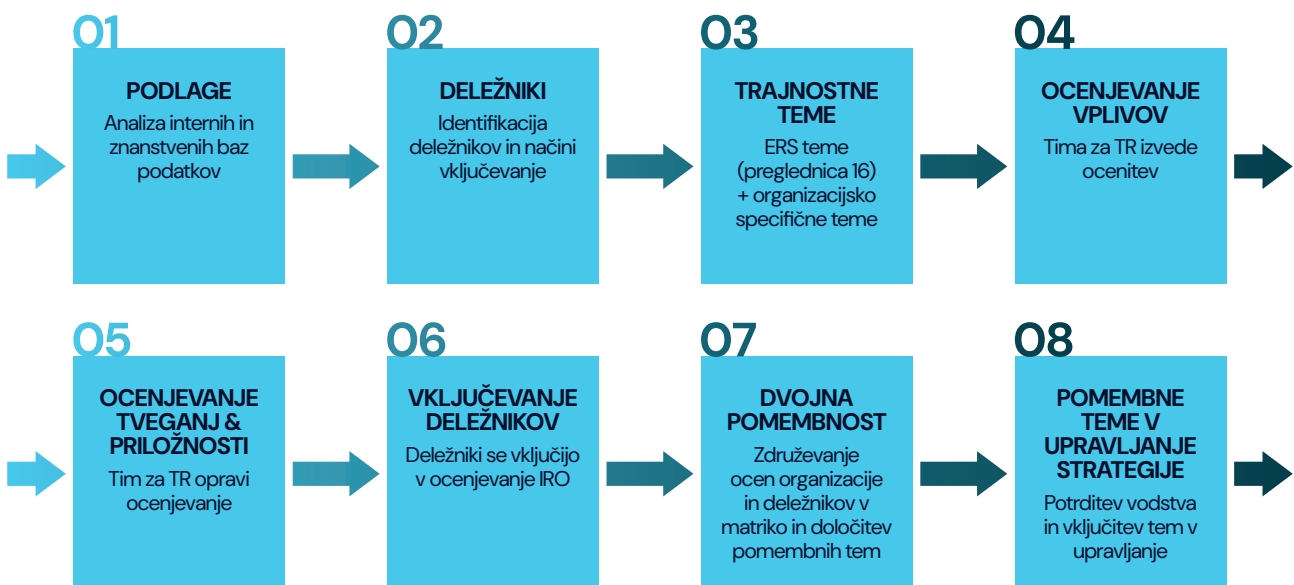 01
PODLAGE
Analiza internih in
znanstvenih baz
podatkov
02
DELEŽNIKI
Identifikacija
deležnikov in načini
vključevanje
03
TRAJNOSTNE
TEME
ERS teme
(preglednica 16)
+ organizacijsko
specifične teme
04
OCENJEVANJE
VPLIVOV
Tima za TR izvede
ocenitev
05
OCENJEVANJE
TVEGANJ &
PRILOŽNOSTI
Tim za TR opravi
ocenjevanje
06
VKLJUČEVANJE
DELEŽNIKOV
Deležniki se vključijo
v ocenjevanje IRO
07
DVOJNA
POMEMBNOST
Združevanje
ocen organizacije
in deležnikov v
matriko in določitev
pomembnih tem
08
POMEMBNE
TEME V
UPRAVLJANJE
STRATEGIJE
Potrditev vodstva
in vključitev tem v
upravljanje